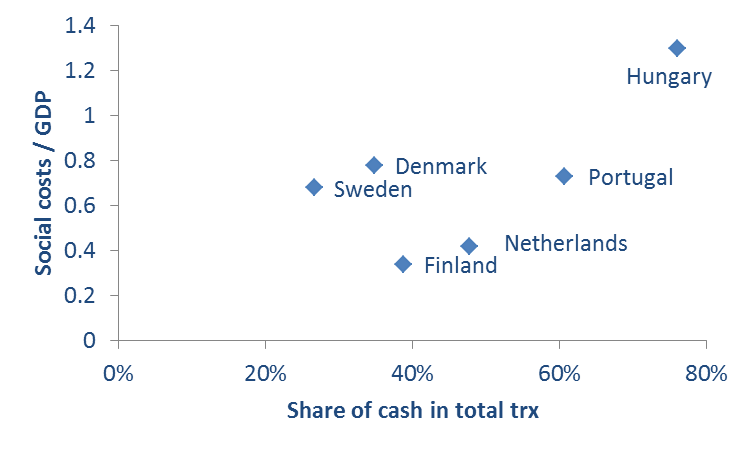 1.4
1.2
Hungary
1
0.8
Denmark
Portugal
Sweden
0.6
0.4
Netherlands
Finland
0.2
0
Social costs / GDP
0%
20%
40%
60%
80%
Share of cash in total trx